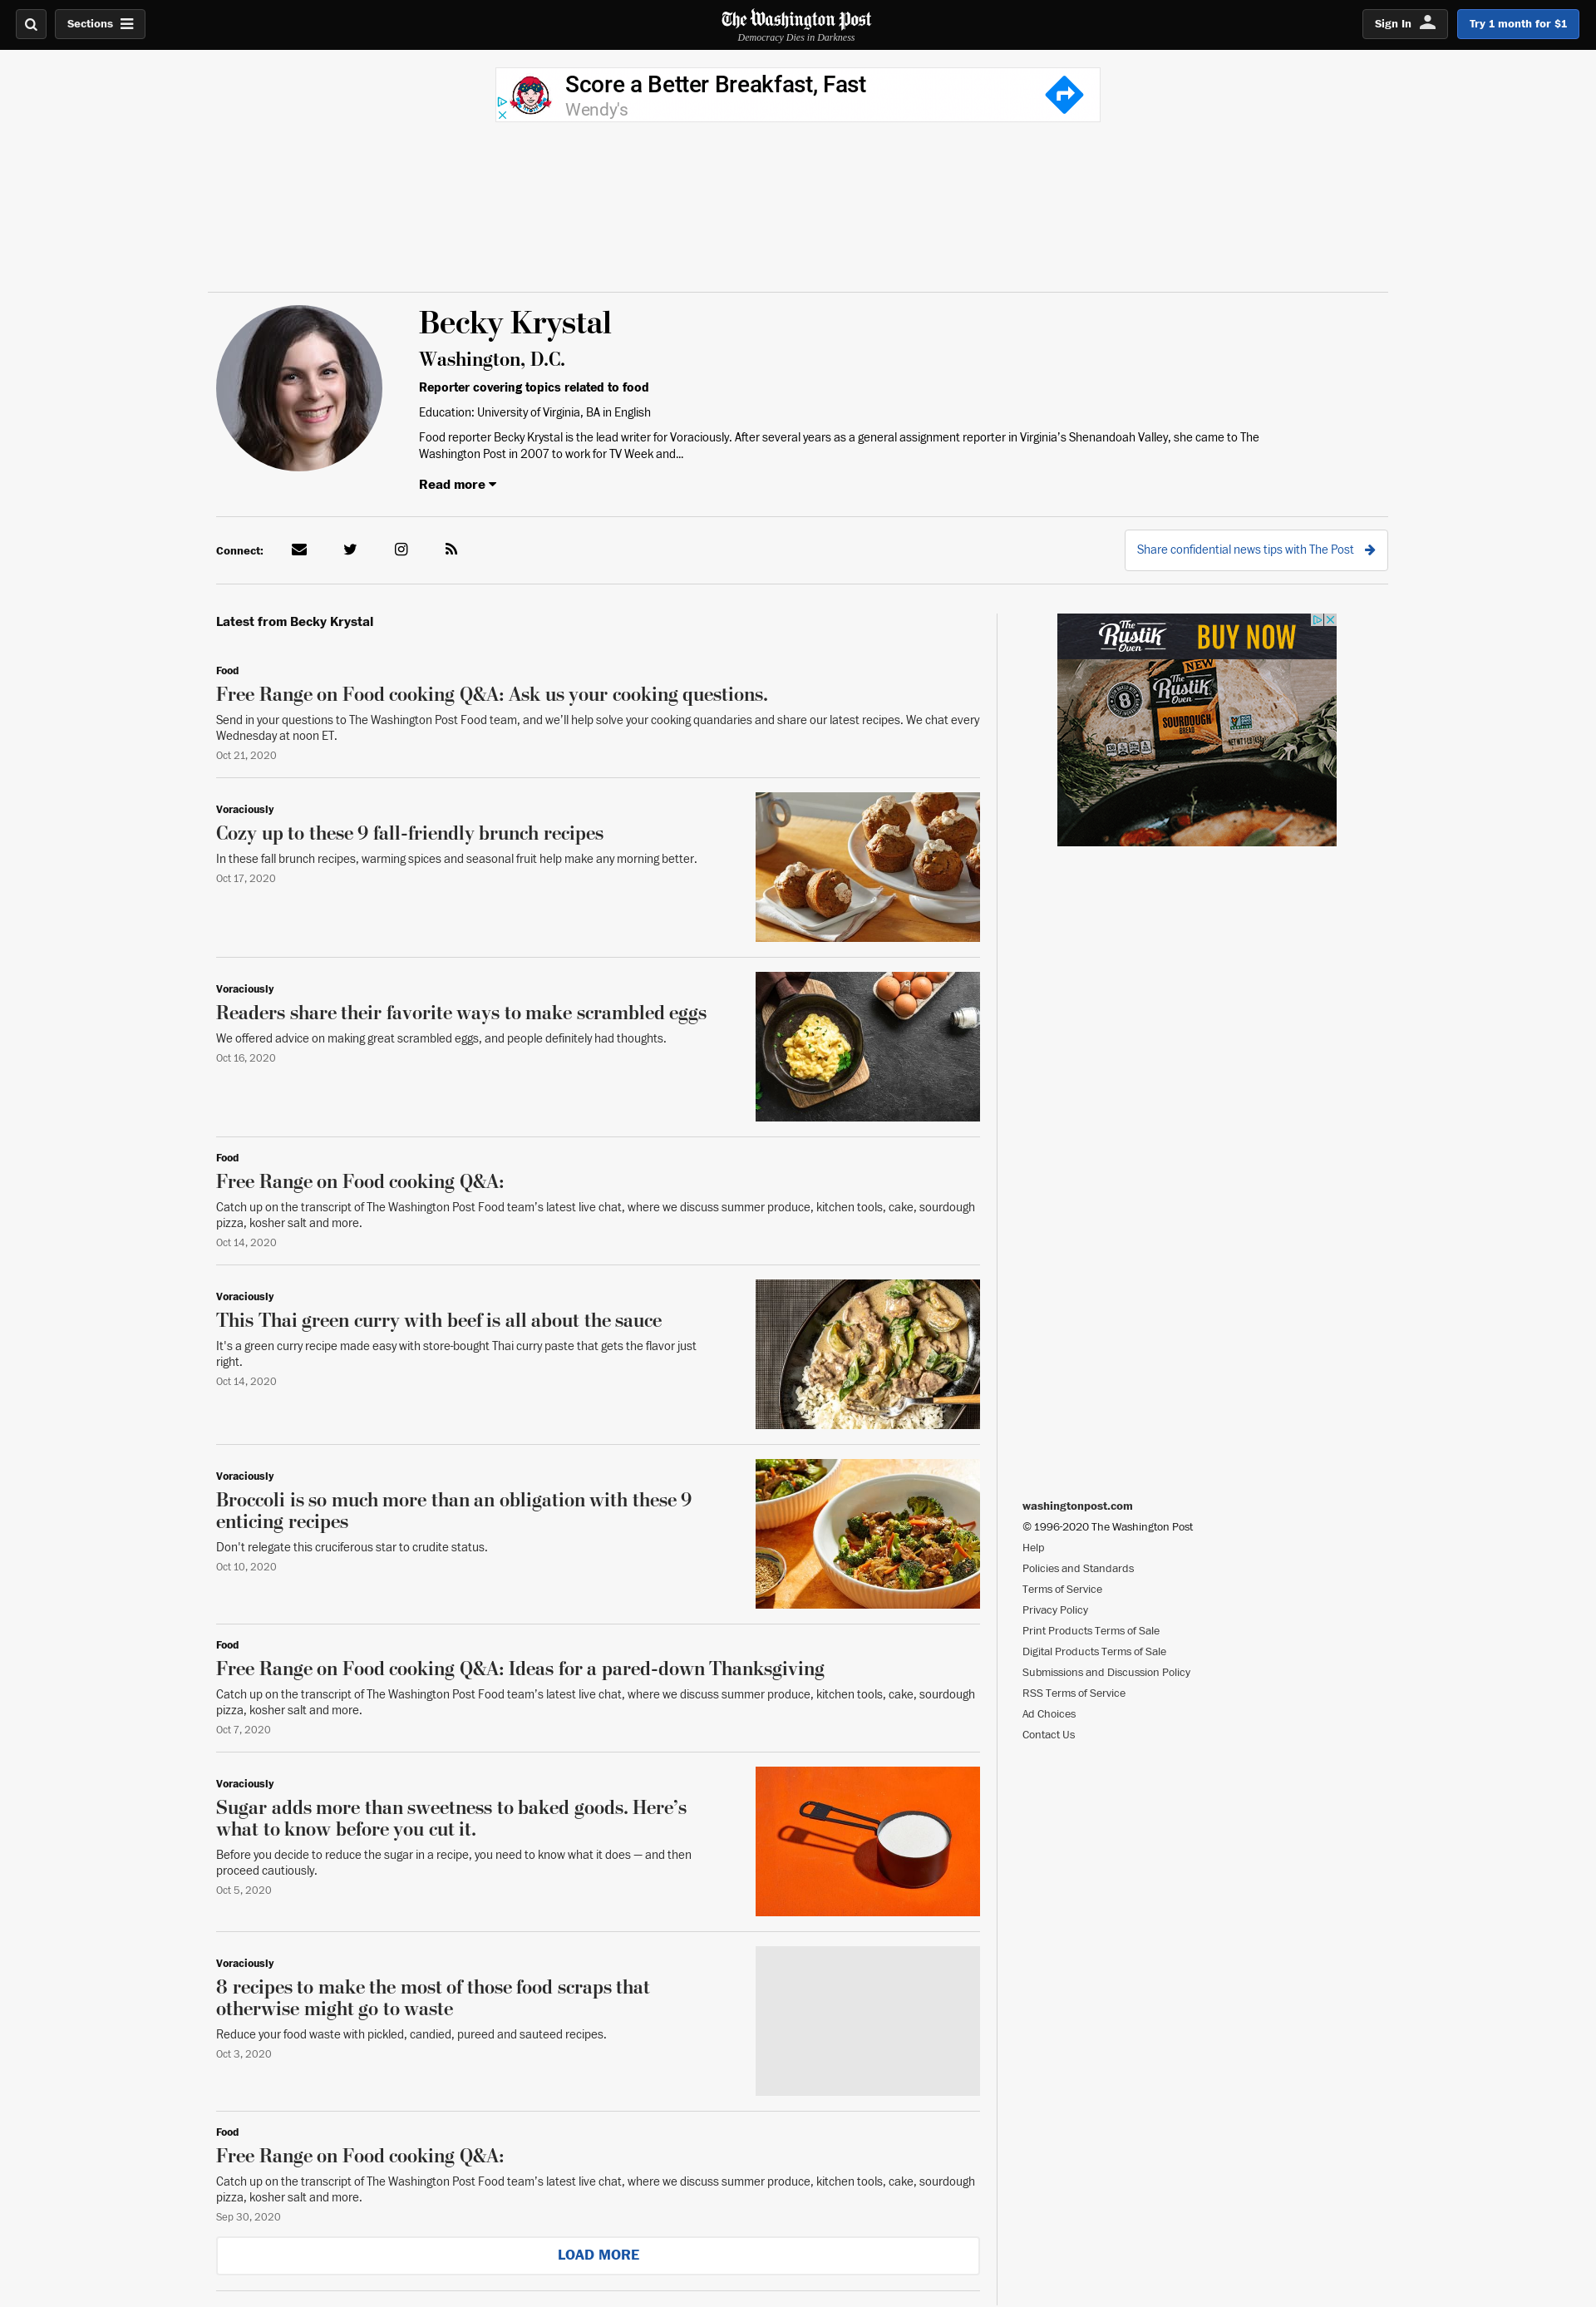 Sections
The Washington Post
Democracy Dies in Darkness
Sign In
Try 1 month for $1
Score a Better Breakfast, Fast
Wendy's
Becky Krystal
Washington, D.C.
Reporter covering topics related to food
Education: University of Virginia, BA in English
Food reporter Becky Krystal is the lead writer for Voraciously. After several years as a general assignment reporter in Virginia's Shenandoah Valley, she came to The
Washington Post in 2007 to work for TV Week and...
Read more
Connect:
Share confidential news tips with The Post
Latest from Becky Krystal
Food
Free Range on Food cooking Q&A: Ask us your cooking questions.
Send in your questions to The Washington Post Food team, and we'll help solve your cooking quandaries and share our latest recipes. We chat every
Wednesday at noon ET.
Oct 21, 2020
Voraciously
Cozy up to these 9 fall-friendly brunch recipes
In these fall brunch recipes, warming spices and seasonal fruit help make any morning better.
Oct 17, 2020
Voraciously
Readers share their favorite ways to make scrambled eggs
We offered advice on making great scrambled eggs, and people definitely had thoughts.
Oct 16, 2020
Food
Free Range on Food cooking Q&A:
Catch up on the transcript of The Washington Post Food team's latest live chat, where we discuss summer produce, kitchen tools, cake, sourdough
pizza, kosher salt and more.
Oct 14, 2020
Voraciously
This Thai green curry with beef is all about the sauce
It's a green curry recipe made easy with store-bought Thai curry paste that gets the flavor just
right.
Oct 14, 2020
Voraciously
Broccoli is so much more than an obligation with these 9
enticing recipes
Don't relegate this cruciferous star to crudite status.
Oct 10, 2020
Food
Free Range on Food cooking Q&A: Ideas for a pared-down Thanksgiving
Catch up on the transcript of The Washington Post Food team's latest live chat, where we discuss summer produce, kitchen tools, cake, sourdough
pizza, kosher salt and more.
Oct 7, 2020
Voraciously
Sugar adds more than sweetness to baked goods. Here's
what to know before you cut it.
Before you decide to reduce the sugar in a recipe, you need to know what it does — and then
proceed cautiously.
Oct 5, 2020
Voraciously
8 recipes to make the most of those food scraps that
otherwise might go to waste
Reduce your food waste with pickled, candied, pureed and sauteed recipes.
Oct 3, 2020
Food
Free Range on Food cooking Q&A:
Catch up on the transcript of The Washington Post Food team's latest live chat, where we discuss summer produce, kitchen tools, cake, sourdough
pizza, kosher salt and more.
Sep 30, 2020
LOAD MORE
The Rustik Oven
BUY NOW
NEW
The Rustik Oven
8
SOURDOUGH
BREAD
washingtonpost.com
© 1996-2020 The Washington Post
Help
Policies and Standards
Terms of Service
Privacy Policy
Print Products Terms of Sale
Digital Products Terms of Sale
Submissions and Discussion Policy
RSS Terms of Service
Ad Choices
Contact Us